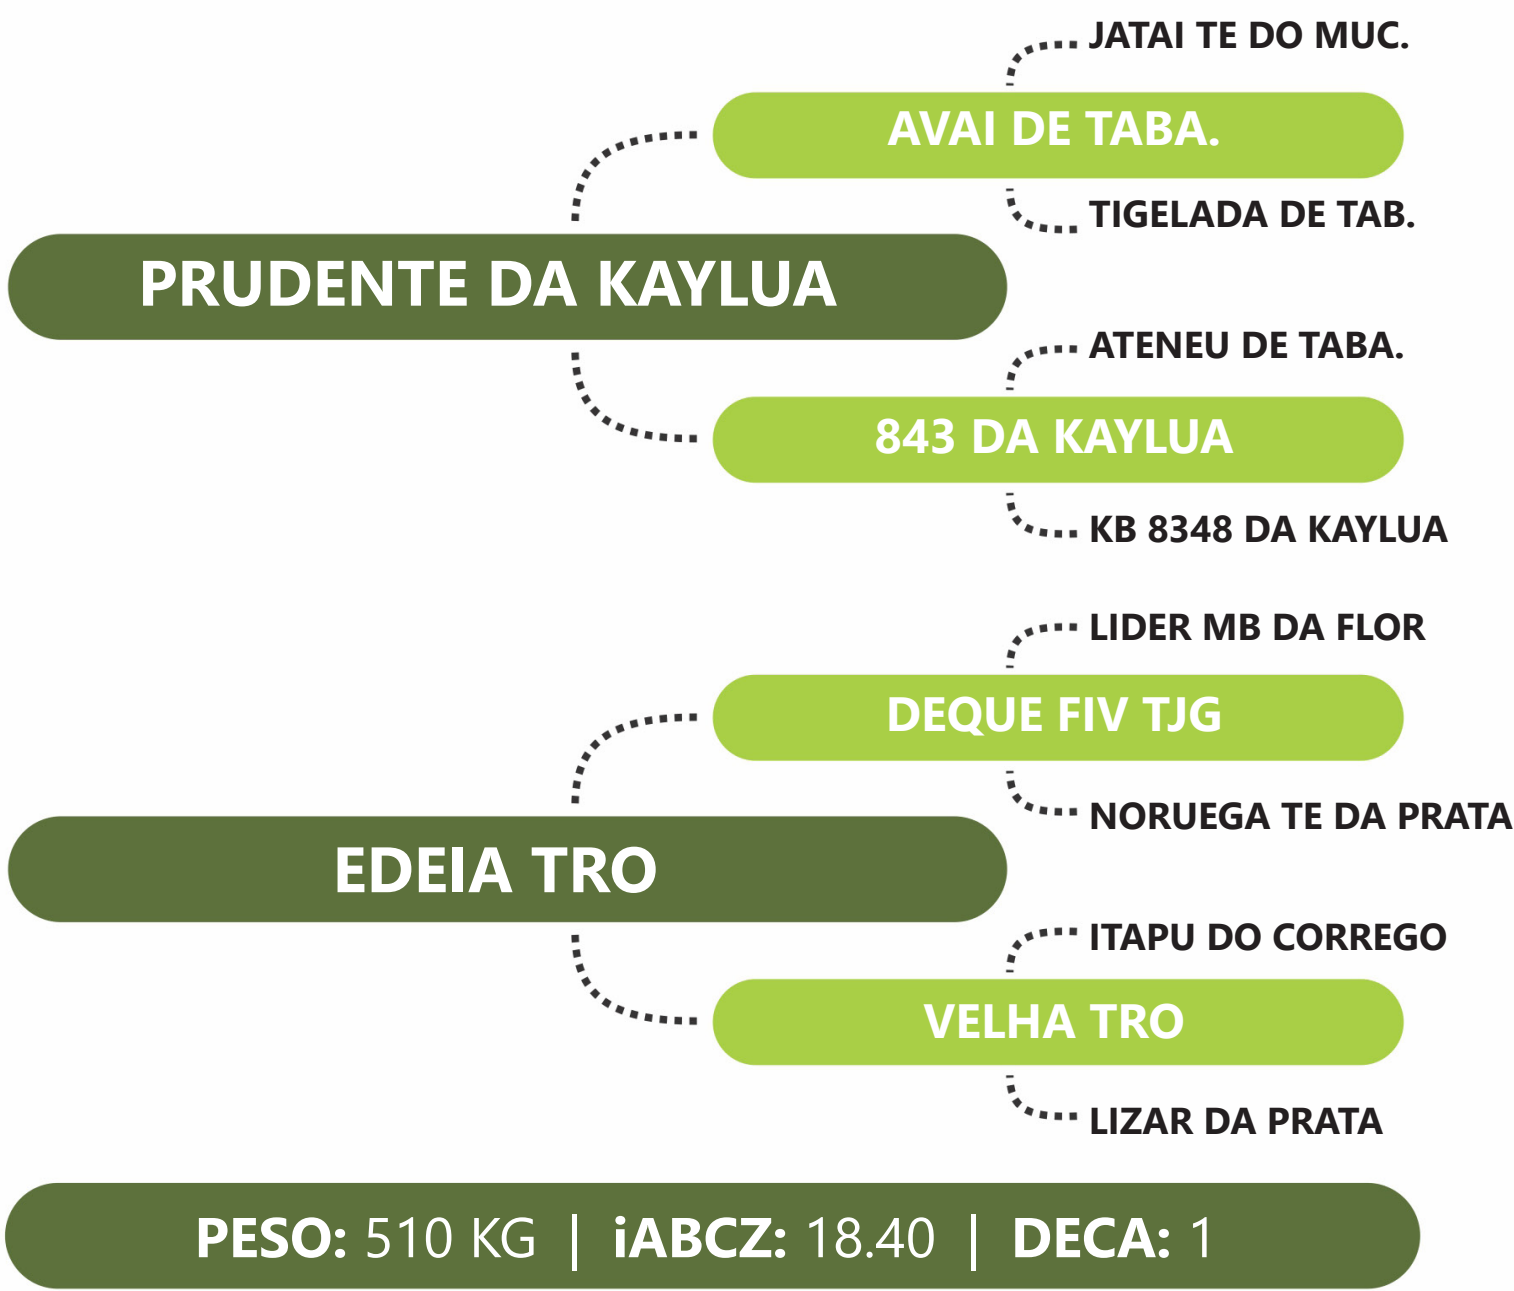 JATAI TE DO MUC.
AVAI DE TABA.
TIGELADA DE TAB.
PRUDENTE DA KAYLUA
ATENEU DE TABA.
843 DA KAYLUA
KB 8348 DA KAYLUA
LIDER MB DA FLOR
DEQUE FIV TJG
NORUEGA TE DA PRATA
EDEIA TRO
ITAPU DO CORREGO
VELHA TRO
LIZAR DA PRATA
PESO: 510 KG | iABCZ: 18.40 | DECA: 1